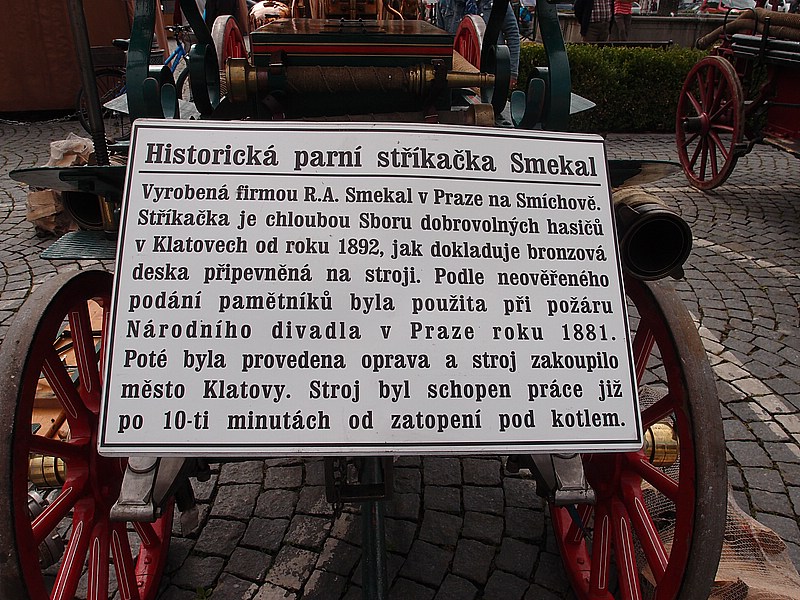 Historická parní stříkačka Smekal
Vyrobená firmou R.A. Smekal v Praze na Smíchově.
Stříkačka je chloubou Sboru dobrovolných hasičů
v Klatovech od roku 1892, jak dokladuje bronzová
deska připevněná na stroji. Podle neověřeného
podání pamětníků byla použita při požáru
Národního divadla v Praze roku 1881.
Poté byla provedena oprava a stroj zakoupilo
město Klatovy. Stroj byl schopen práce již
po 10-ti minutách od zatopení pod kotlem.